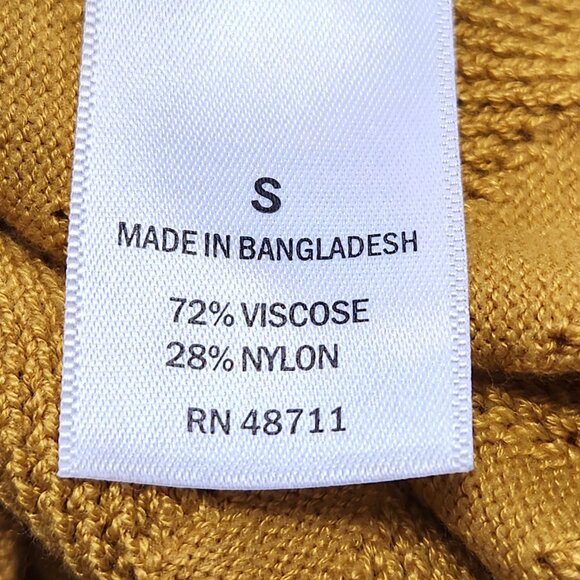 S
MADE IN BANGLADESH
72% VISCOSE
28% NYLON
RN 48711